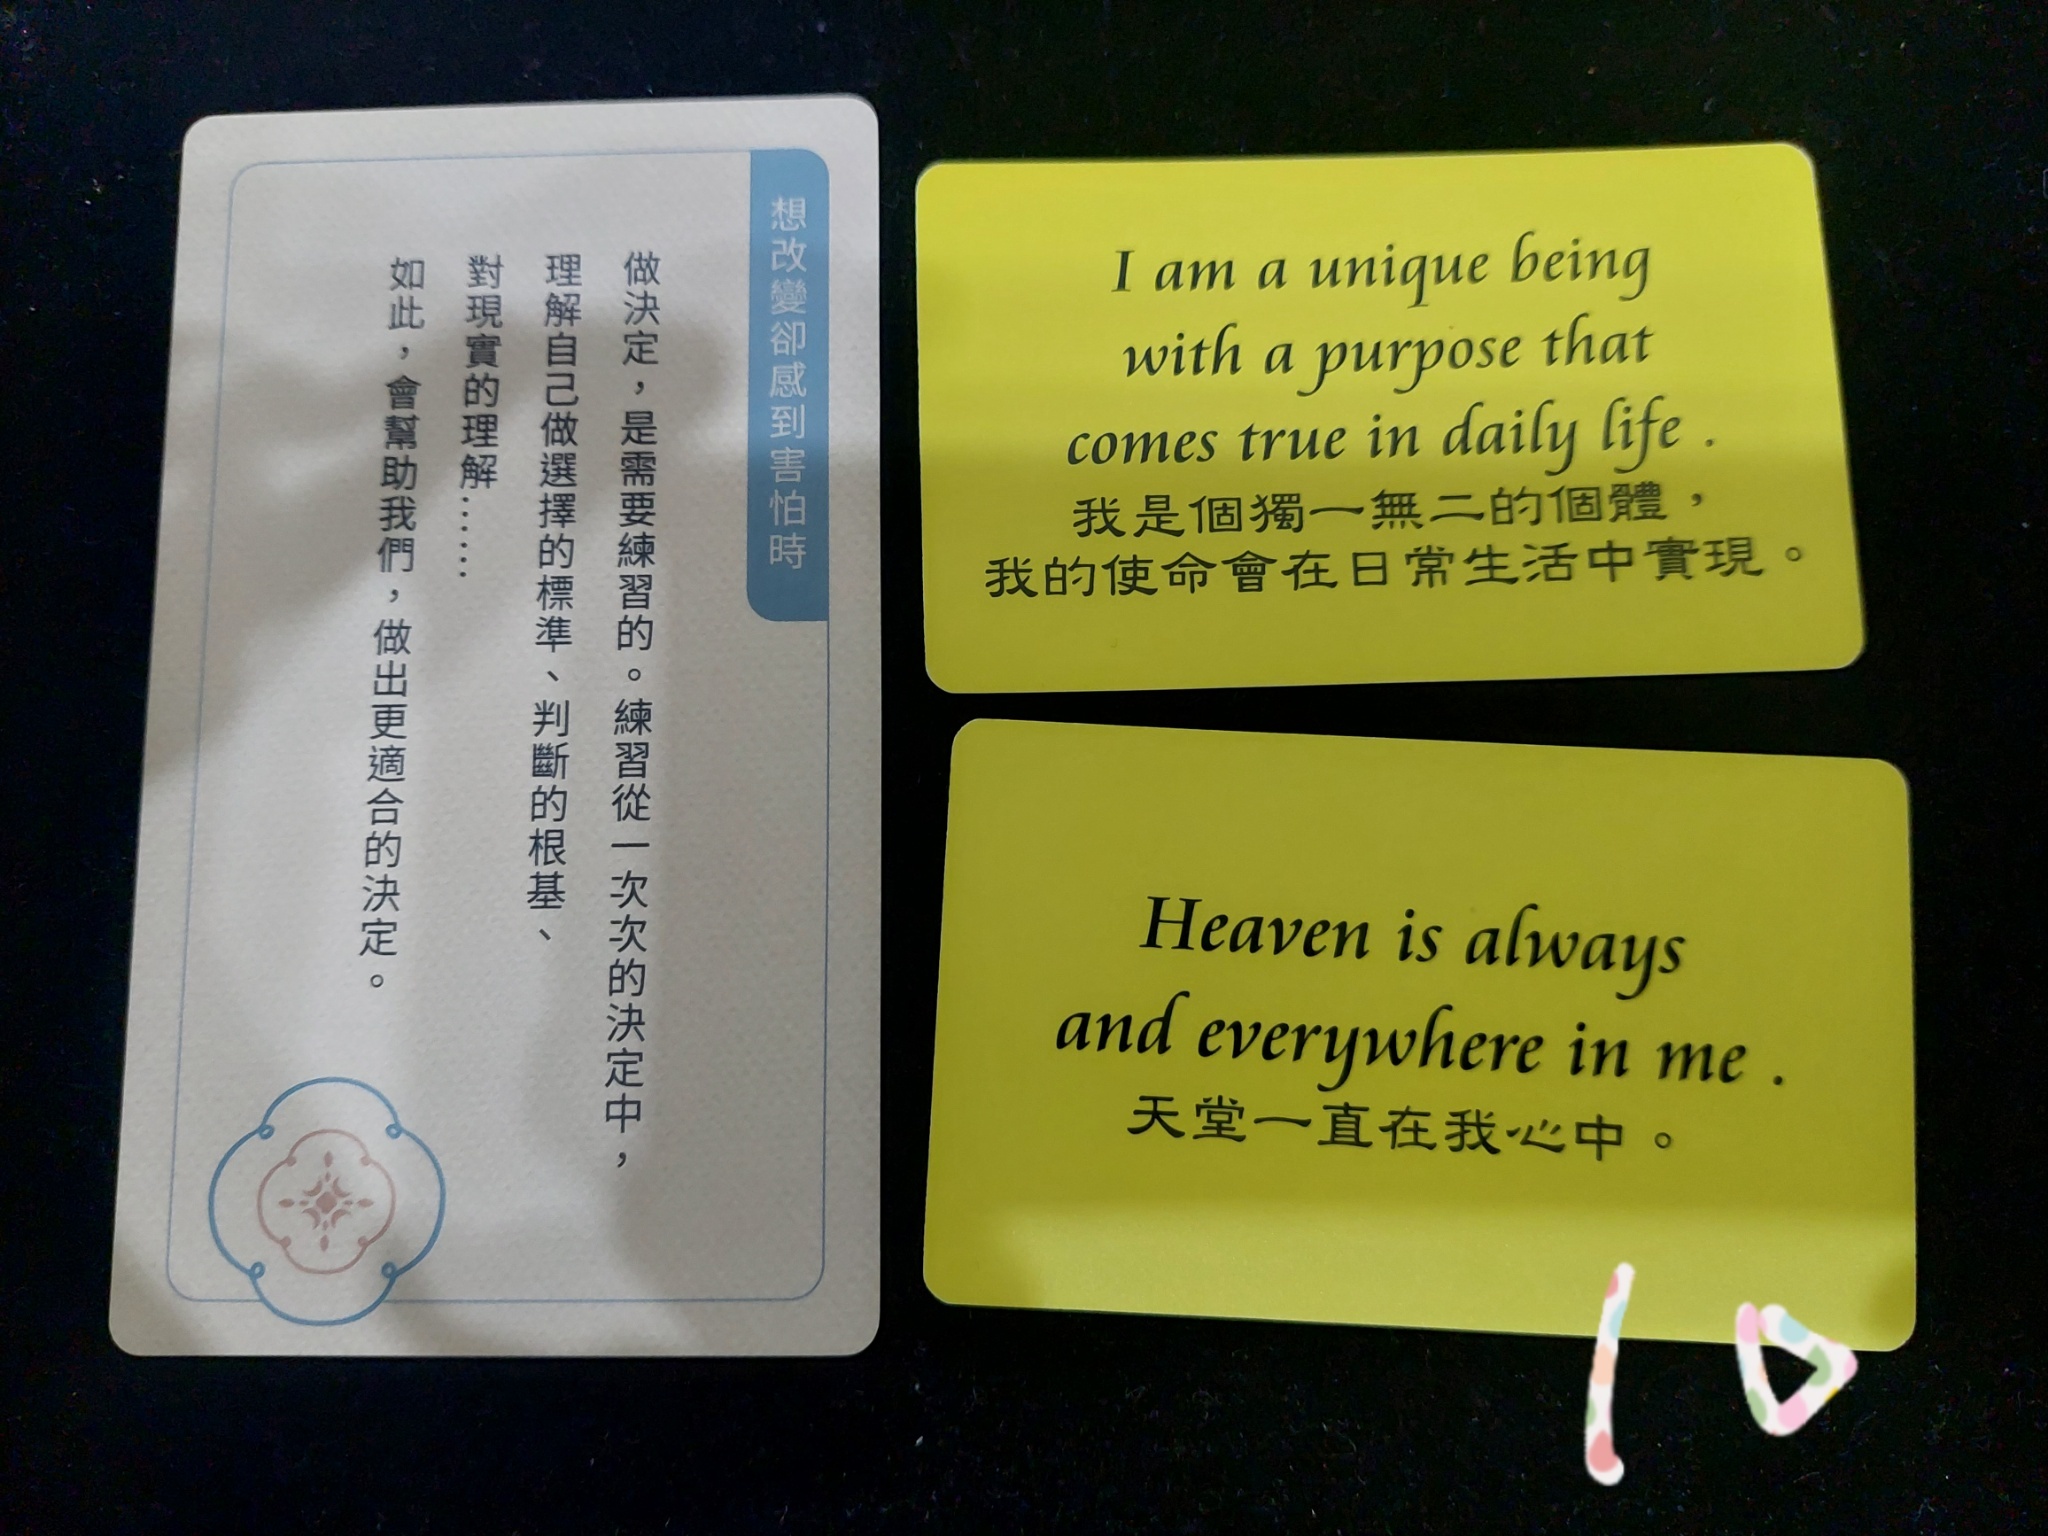 想改變卻感到害怕時
做決定，是需要練習的。練習從一次次的決定中，
理解自己做選擇的標準、判斷的根基、
對現實的理解……
如此，會幫助我們，做出更適合的決定。
I am a unique being
with a purpose that
comes true in daily life .
我是個獨一無二的個體，
我的使命會在日常生活中實現。
Heaven is always
and everywhere in me .
天堂一直在我心中。
10